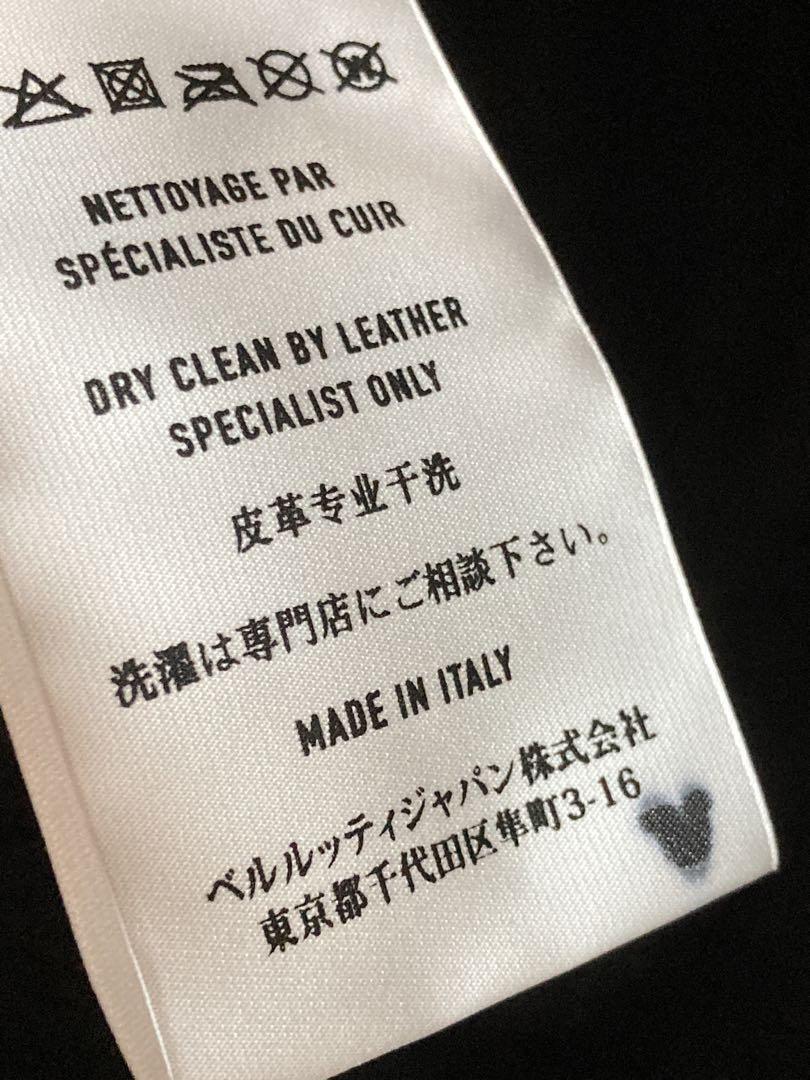 NETTOYAGE PAR
SPÉCIALISTE DU CUIR
DRY CLEAN BY LEATHER
SPECIALIST ONLY
皮革专业干洗
洗濯は専門店にご相談下さい。
MADE IN ITALY
ベルルッティジャパン株式会社
東京都千代田区隼町3-16